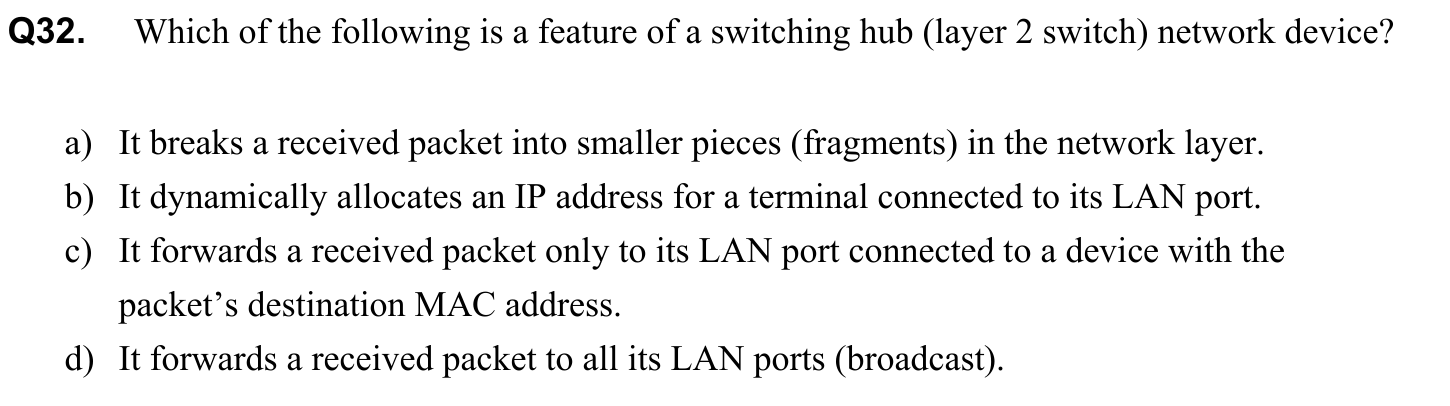 Q32. Which of the following is a feature of a switching hub (layer 2 switch) network device?
a) It breaks a received packet into smaller pieces (fragments) in the network layer.
b) It dynamically allocates an IP address for a terminal connected to its LAN port.
c) It forwards a received packet only to its LAN port connected to a device with the
packet’s destination MAC address.
d) It forwards a received packet to all its LAN ports (broadcast).